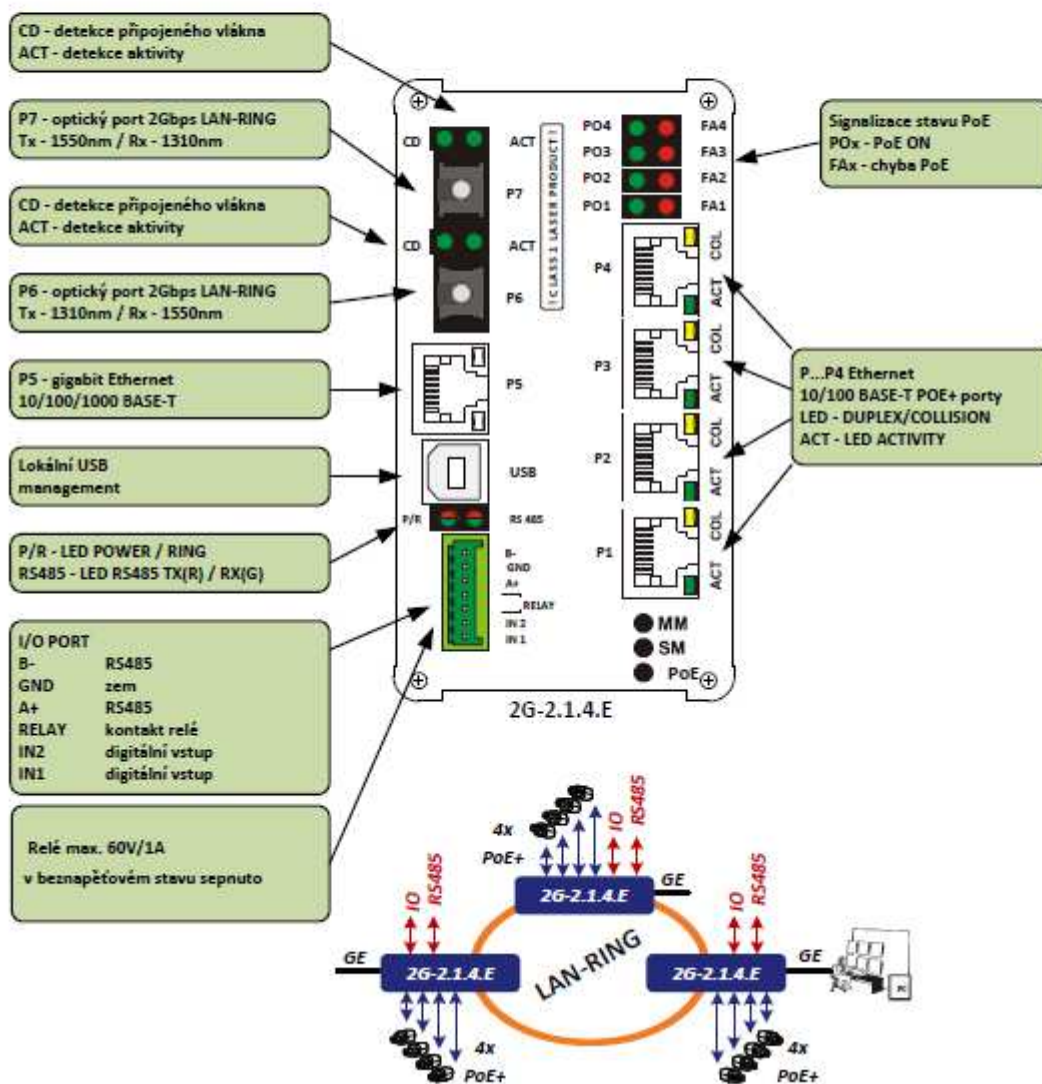 CD - detekce připojeného vlákna
ACT - detekce aktivity
P7 - optický port 2Gbps LAN-RING
Tx - 1550nm / Rx - 1310nm
CD - detekce připojeného vlákna
ACT - detekce aktivity
P6 - optický port 2Gbps LAN-RING
Tx - 1310nm / Rx - 1550nm
P5 - gigabit Ethernet
10/100/1000 BASE-T
Lokální USB
management
P/R - LED POWER / RING
RS485 - LED RS485 TX(R) / RX(G)
I/O PORT
B- RS485
GND zem
A+ RS485
RELAY kontakt relé
IN2 digitální vstup
IN1 digitální vstup
Relé max. 60V/1A
v beznapěťovém stavu sepnuto
CD ACT
P7
CD ACT
P6
! CLASS 1 LASER PRODUCT !
P5
USB
P/R RS 485
B-
GND
A+
RELAY
IN 2
IN 1
PO4 FA4
PO3 FA3
PO2 FA2
PO1 FA1
P4
COL
ACT
P3
COL
ACT
P2
COL
ACT
P1
COL
ACT
MM
SM
PoE
2G-2.1.4.E
Signalizace stavu PoE
POx - PoE ON
FAx - chyba PoE
P...P4 Ethernet
10/100 BASE-T POE+ porty
LED - DUPLEX/COLLISION
ACT - LED ACTIVITY
4x
PoE+
IO
RS485
2G-2.1.4.E
GE
IO
RS485
GE
2G-2.1.4.E
4x
PoE+
LAN-RING
IO
RS485
2G-2.1.4.E
GE
PC
4x
PoE+